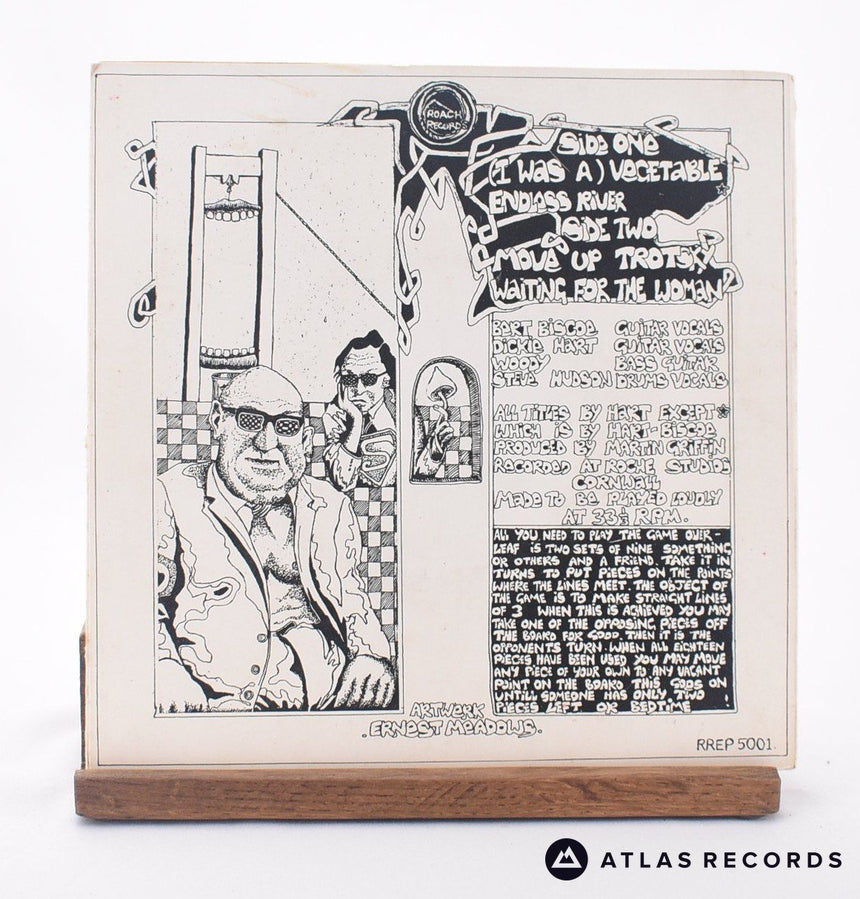 ROACH
RECORDS
SIDE ONE
(I WAS A) VEGETABLE
ENDLESS RIVER
SIDE TWO
MOVE UP TROTSKY
WAITING FOR THE WOMAN
BERT BISCOE GUITAR VOCALS
DICKIE HART GUITAR VOCALS
WOODY BASS GUITAR
STEVE HUDSON DRUMS VOCALS
ALL TITLES BY HART EXCEPT ★
WHICH IS BY HART-BISCOE
PRODUCED BY MARTIN GRIFFIN
RECORDED AT ROCHE STUDIOS
CORNWALL
MADE TO BE PLAYED LOUDLY
AT 33⅓ R.P.M.
ALL YOU NEED TO PLAY THE GAME OVER-
LEAF IS TWO SETS OF NINE SOMETHING
OR OTHERS AND A FRIEND. TAKE IT IN
TURNS TO PUT PIECES ON THE POINTS
WHERE THE LINES MEET. THE OBJECT OF
THE GAME IS TO MAKE STRAIGHT LINES
OF 3 WHEN THIS IS ACHIEVED YOU MAY
TAKE ONE OF THE OPPOSING PIECES OFF
THE BOARD FOR GOOD. THEN IT IS THE
OPPONENTS TURN. WHEN ALL EIGHTEEN
PIECES HAVE BEEN USED YOU MAY MOVE
ANY PIECE OF YOUR OWN TO ANY VACANT
POINT ON THE BOARD THIS GOES ON
UNTILL SOMEONE HAS ONLY TWO
PIECES LEFT OR BEDTIME
S
ARTWORK
.ERNEST MEADOWS.
RREP 5001
ATLAS RECORDS